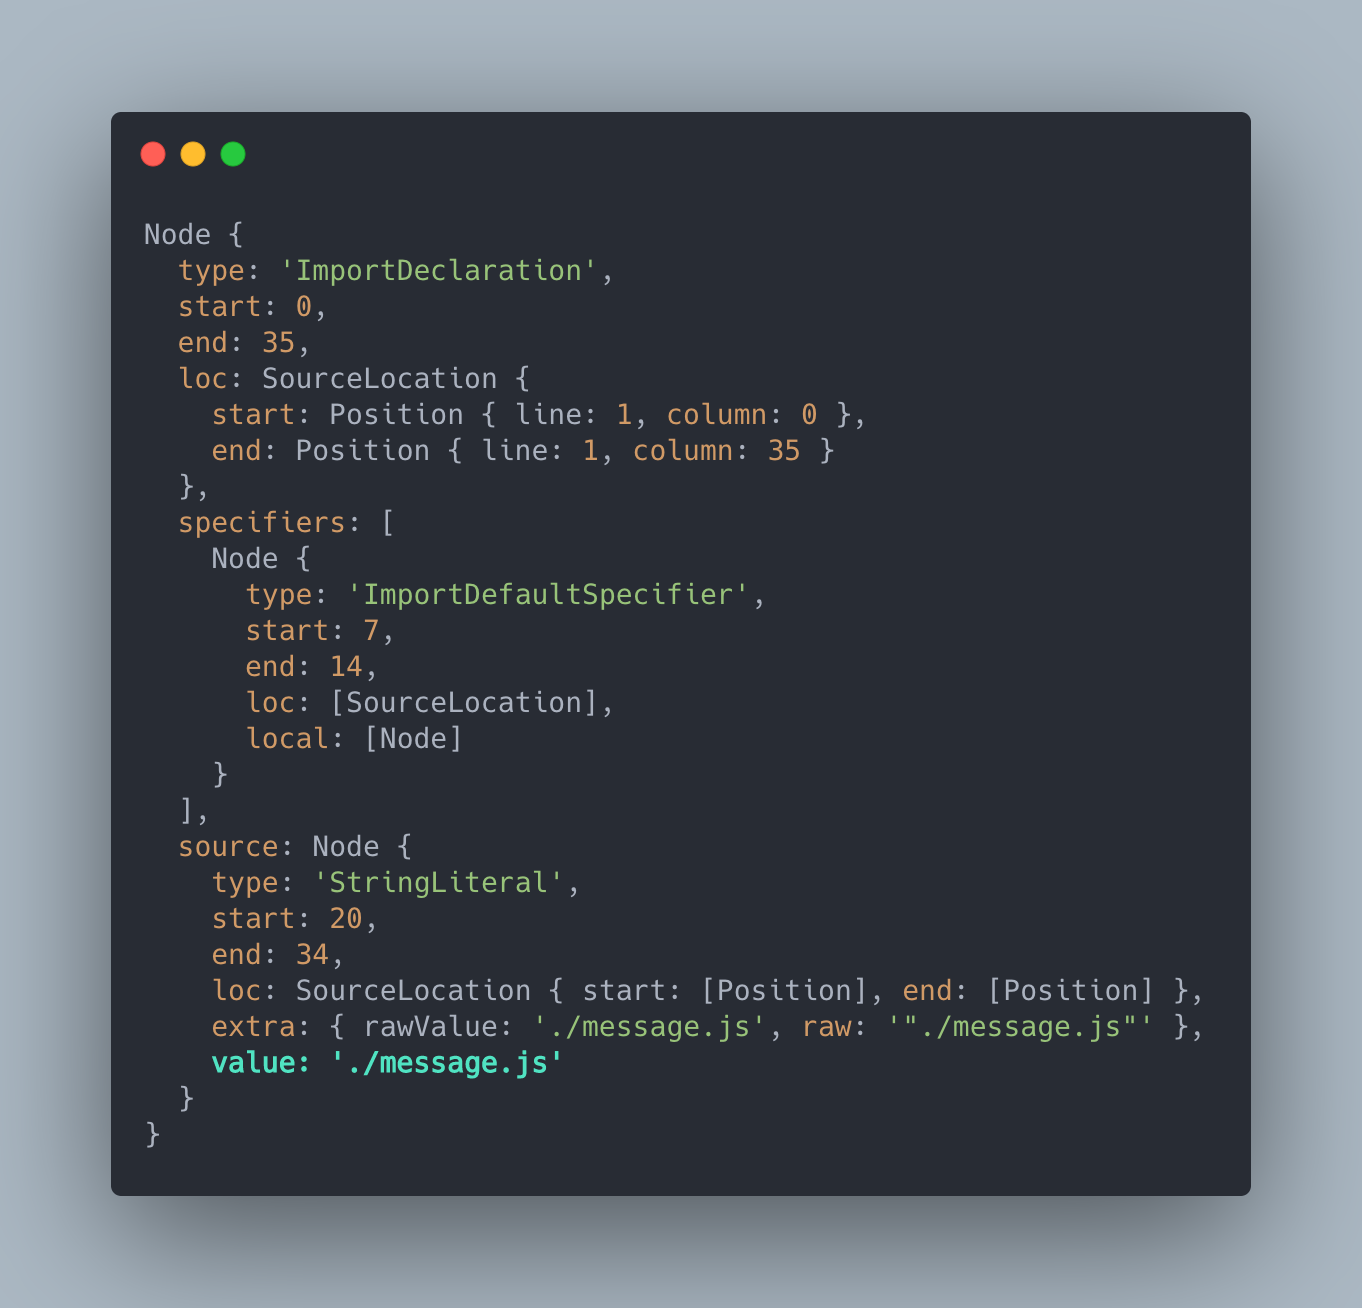 Node {
  type: 'ImportDeclaration',
  start: 0,
  end: 35,
  loc: SourceLocation {
    start: Position { line: 1, column: 0 },
    end: Position { line: 1, column: 35 }
  },
  specifiers: [
    Node {
      type: 'ImportDefaultSpecifier',
      start: 7,
      end: 14,
      loc: [SourceLocation],
      local: [Node]
    }
  ],
  source: Node {
    type: 'StringLiteral',
    start: 20,
    end: 34,
    loc: SourceLocation { start: [Position], end: [Position] },
    extra: { rawValue: './message.js', raw: '"./message.js"' },
    value: './message.js'
  }
}